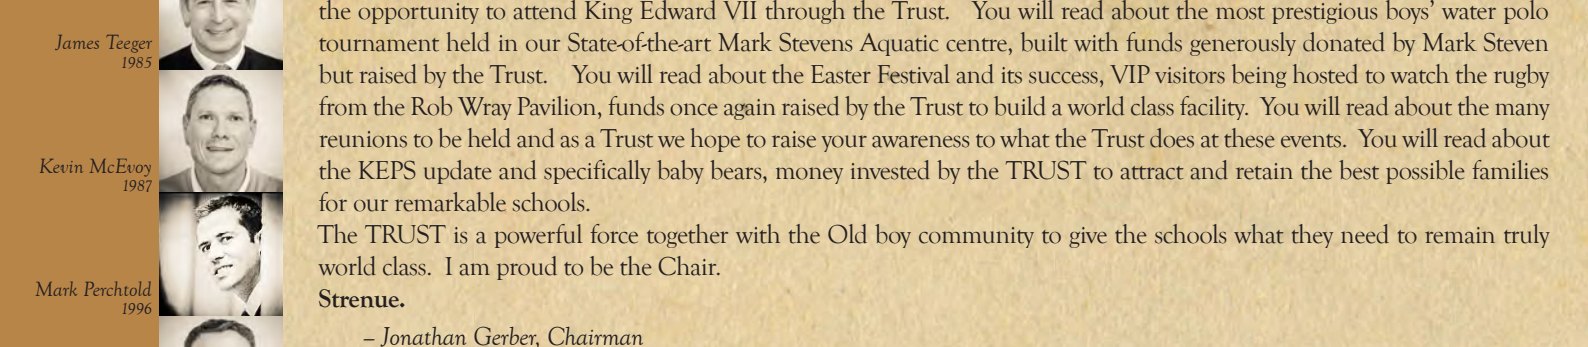 James Teeger
1985
Kevin McEvoy
1987
Mark Perchtold
1996
the opportunity to attend King Edward VII through the Trust. You will read about the most prestigious boys' water polo
tournament held in our State-of-the-art Mark Stevens Aquatic centre, built with funds generously donated by Mark Steven
but raised by the Trust. You will read about the Easter Festival and its success, VIP visitors being hosted to watch the rugby
from the Rob Wray Pavilion, funds once again raised by the Trust to build a world class facility. You will read about the many
reunions to be held and as a Trust we hope to raise your awareness to what the Trust does at these events. You will read about
the KEPS update and specifically baby bears, money invested by the TRUST to attract and retain the best possible families
for our remarkable schools.
The TRUST is a powerful force together with the Old boy community to give the schools what they need to remain truly
world class. I am proud to be the Chair.
Strenue.
– Jonathan Gerber, Chairman